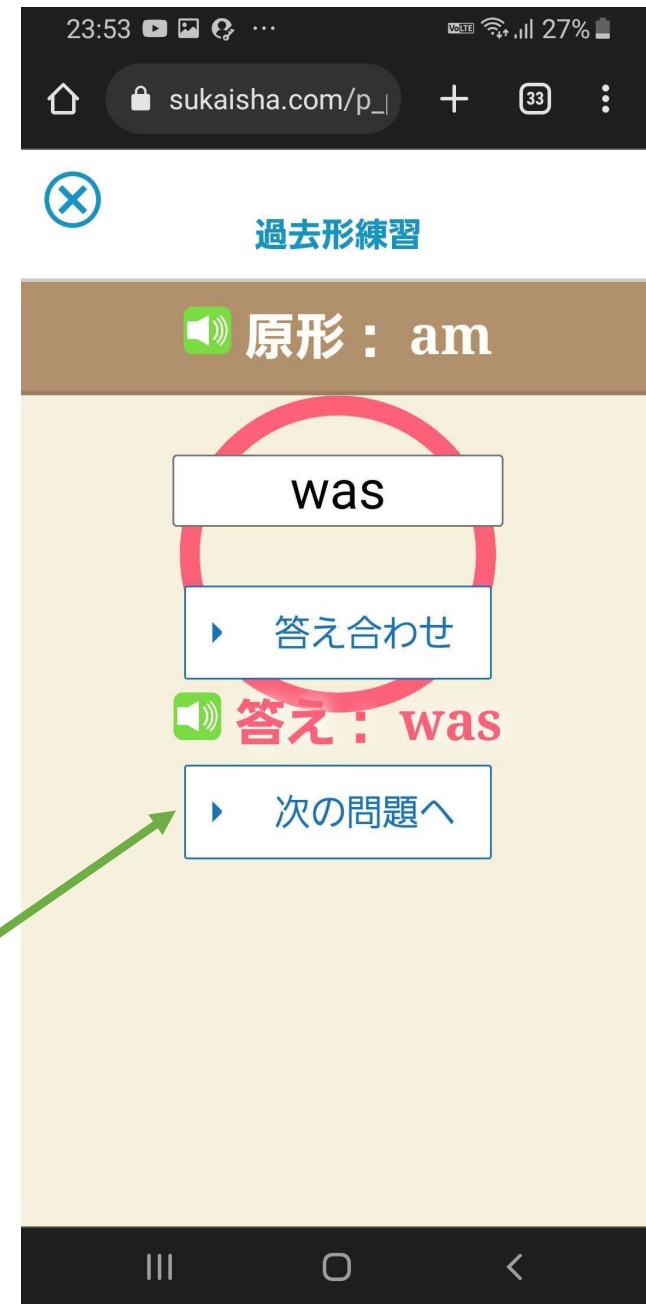 23:53 ... VoLTE 27%
sukaisha.com/p_ 33
過去形練習
原形： am
was
答え合わせ
答え： was
次の問題へ